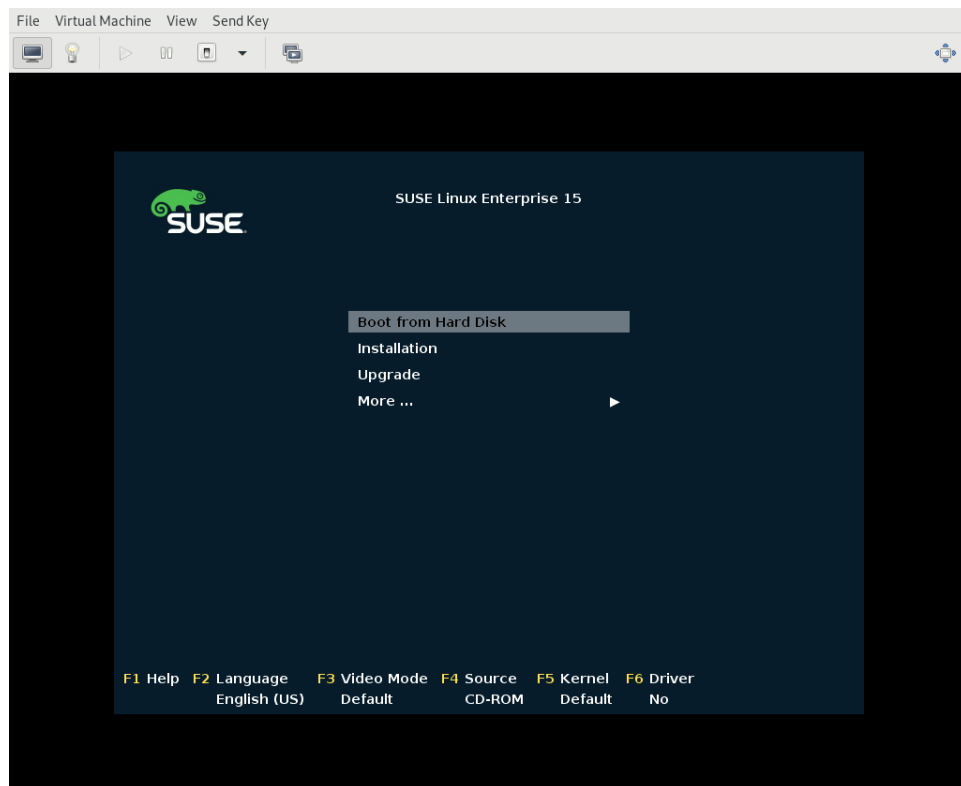 File Virtual Machine View Send Key
SUSE
SUSE Linux Enterprise 15
Boot from Hard Disk
Installation
Upgrade
More ...
F1 Help F2 Language F3 Video Mode F4 Source F5 Kernel F6 Driver
English (US) Default CD-ROM Default No